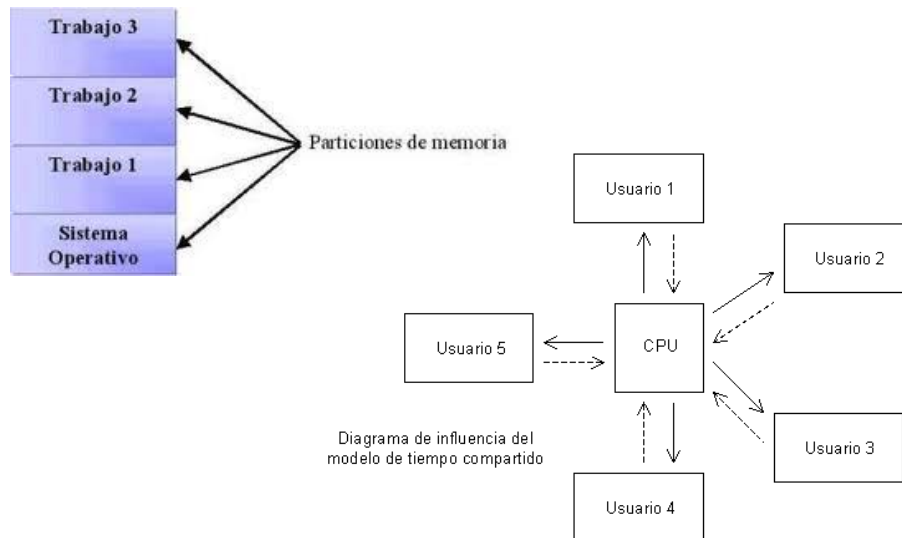 Trabajo 3
Trabajo 2
Trabajo 1
Sistema
Operativo
Particiones de memoria
Usuario 1
Usuario 2
Usuario 5
CPU
Usuario 3
Diagrama de influencia del
modelo de tiempo compartido
Usuario 4